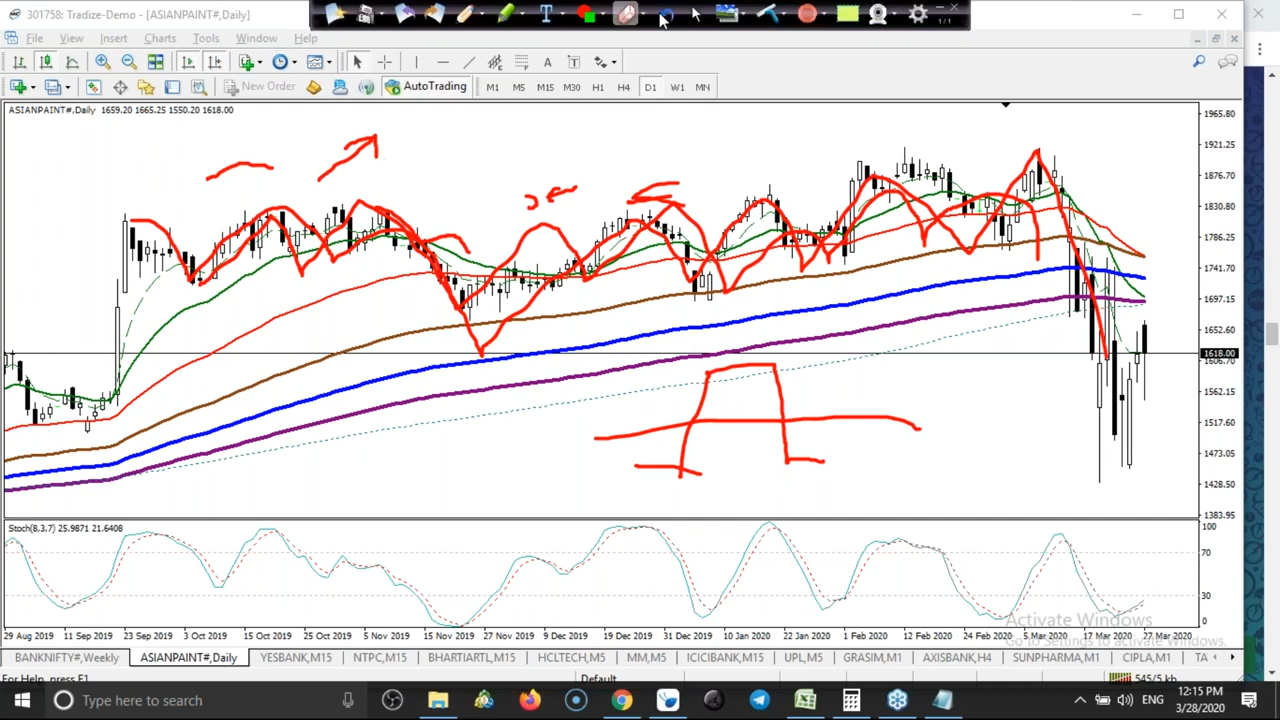 301758: Tradize-Demo - [ASIANPAINT#,Daily]
1/1
File View Insert Charts Tools Window Help
New Order AutoTrading M1 M5 M15 M30 H1 H4 D1 W1 MN
ASIANPAINT#,Daily 1659.20 1665.25 1550.20 1618.00
1965.80
1921.25
1876.70
1830.80
1786.25
1741.70
1697.15
1652.60
1618.00
1606.70
1562.15
1517.60
1473.05
1428.50
1383.95
Stoch(8,3,7) 25.9871 21.6408
100
70
30
0
Activate Windows
Go to Settings to activate Windows.
29 Aug 2019 11 Sep 2019 23 Sep 2019 3 Oct 2019 15 Oct 2019 25 Oct 2019 5 Nov 2019 15 Nov 2019 27 Nov 2019 9 Dec 2019 19 Dec 2019 31 Dec 2019 10 Jan 2020 22 Jan 2020 1 Feb 2020 12 Feb 2020 24 Feb 2020 5 Mar 2020 17 Mar 2020 27 Mar 2020
BANKNIFTY#,Weekly ASIANPAINT#,Daily YESBANK,M15 NTPC,M15 BHARTIARTL,M15 HCLTECH,M5 MM,M5 ICICIBANK,M15 UPL,M5 GRASIM,M1 AXISBANK,H4 SUNPHARMA,M1 CIPLA,M1 TA
For Help, press F1 Default 545/5 kb
Type here to search
ENG
12:15 PM
3/28/2020